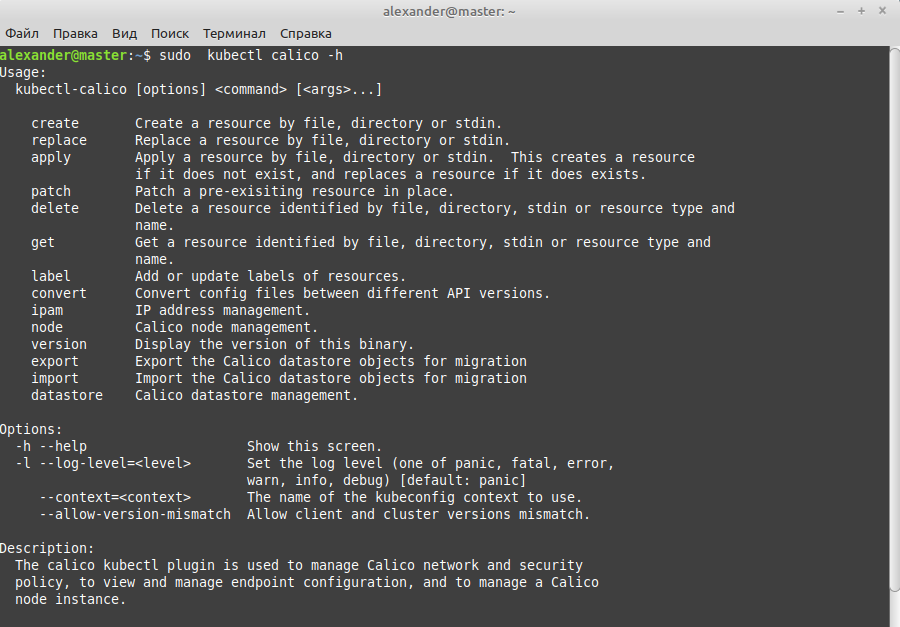 alexander@master: ~
Файл Правка Вид Поиск Терминал Справка
alexander@master:~$ sudo  kubectl calico -h
Usage:
  kubectl-calico [options] <command> [<args>...]

    create       Create a resource by file, directory or stdin.
    replace      Replace a resource by file, directory or stdin.
    apply        Apply a resource by file, directory or stdin.  This creates a resource
                 if it does not exist, and replaces a resource if it does exists.
    patch        Patch a pre-exisiting resource in place.
    delete       Delete a resource identified by file, directory, stdin or resource type and
                 name.
    get          Get a resource identified by file, directory, stdin or resource type and
                 name.
    label        Add or update labels of resources.
    convert      Convert config files between different API versions.
    ipam         IP address management.
    node         Calico node management.
    version      Display the version of this binary.
    export       Export the Calico datastore objects for migration
    import       Import the Calico datastore objects for migration
    datastore    Calico datastore management.

Options:
  -h --help                    Show this screen.
  -l --log-level=<level>       Set the log level (one of panic, fatal, error,
                               warn, info, debug) [default: panic]
     --context=<context>       The name of the kubeconfig context to use.
     --allow-version-mismatch  Allow client and cluster versions mismatch.

Description:
  The calico kubectl plugin is used to manage Calico network and security
  policy, to view and manage endpoint configuration, and to manage a Calico
  node instance.